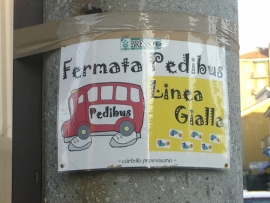 Fermata Pedibus
Linea
Gialla
Pedibus
- cartello provvisorio -